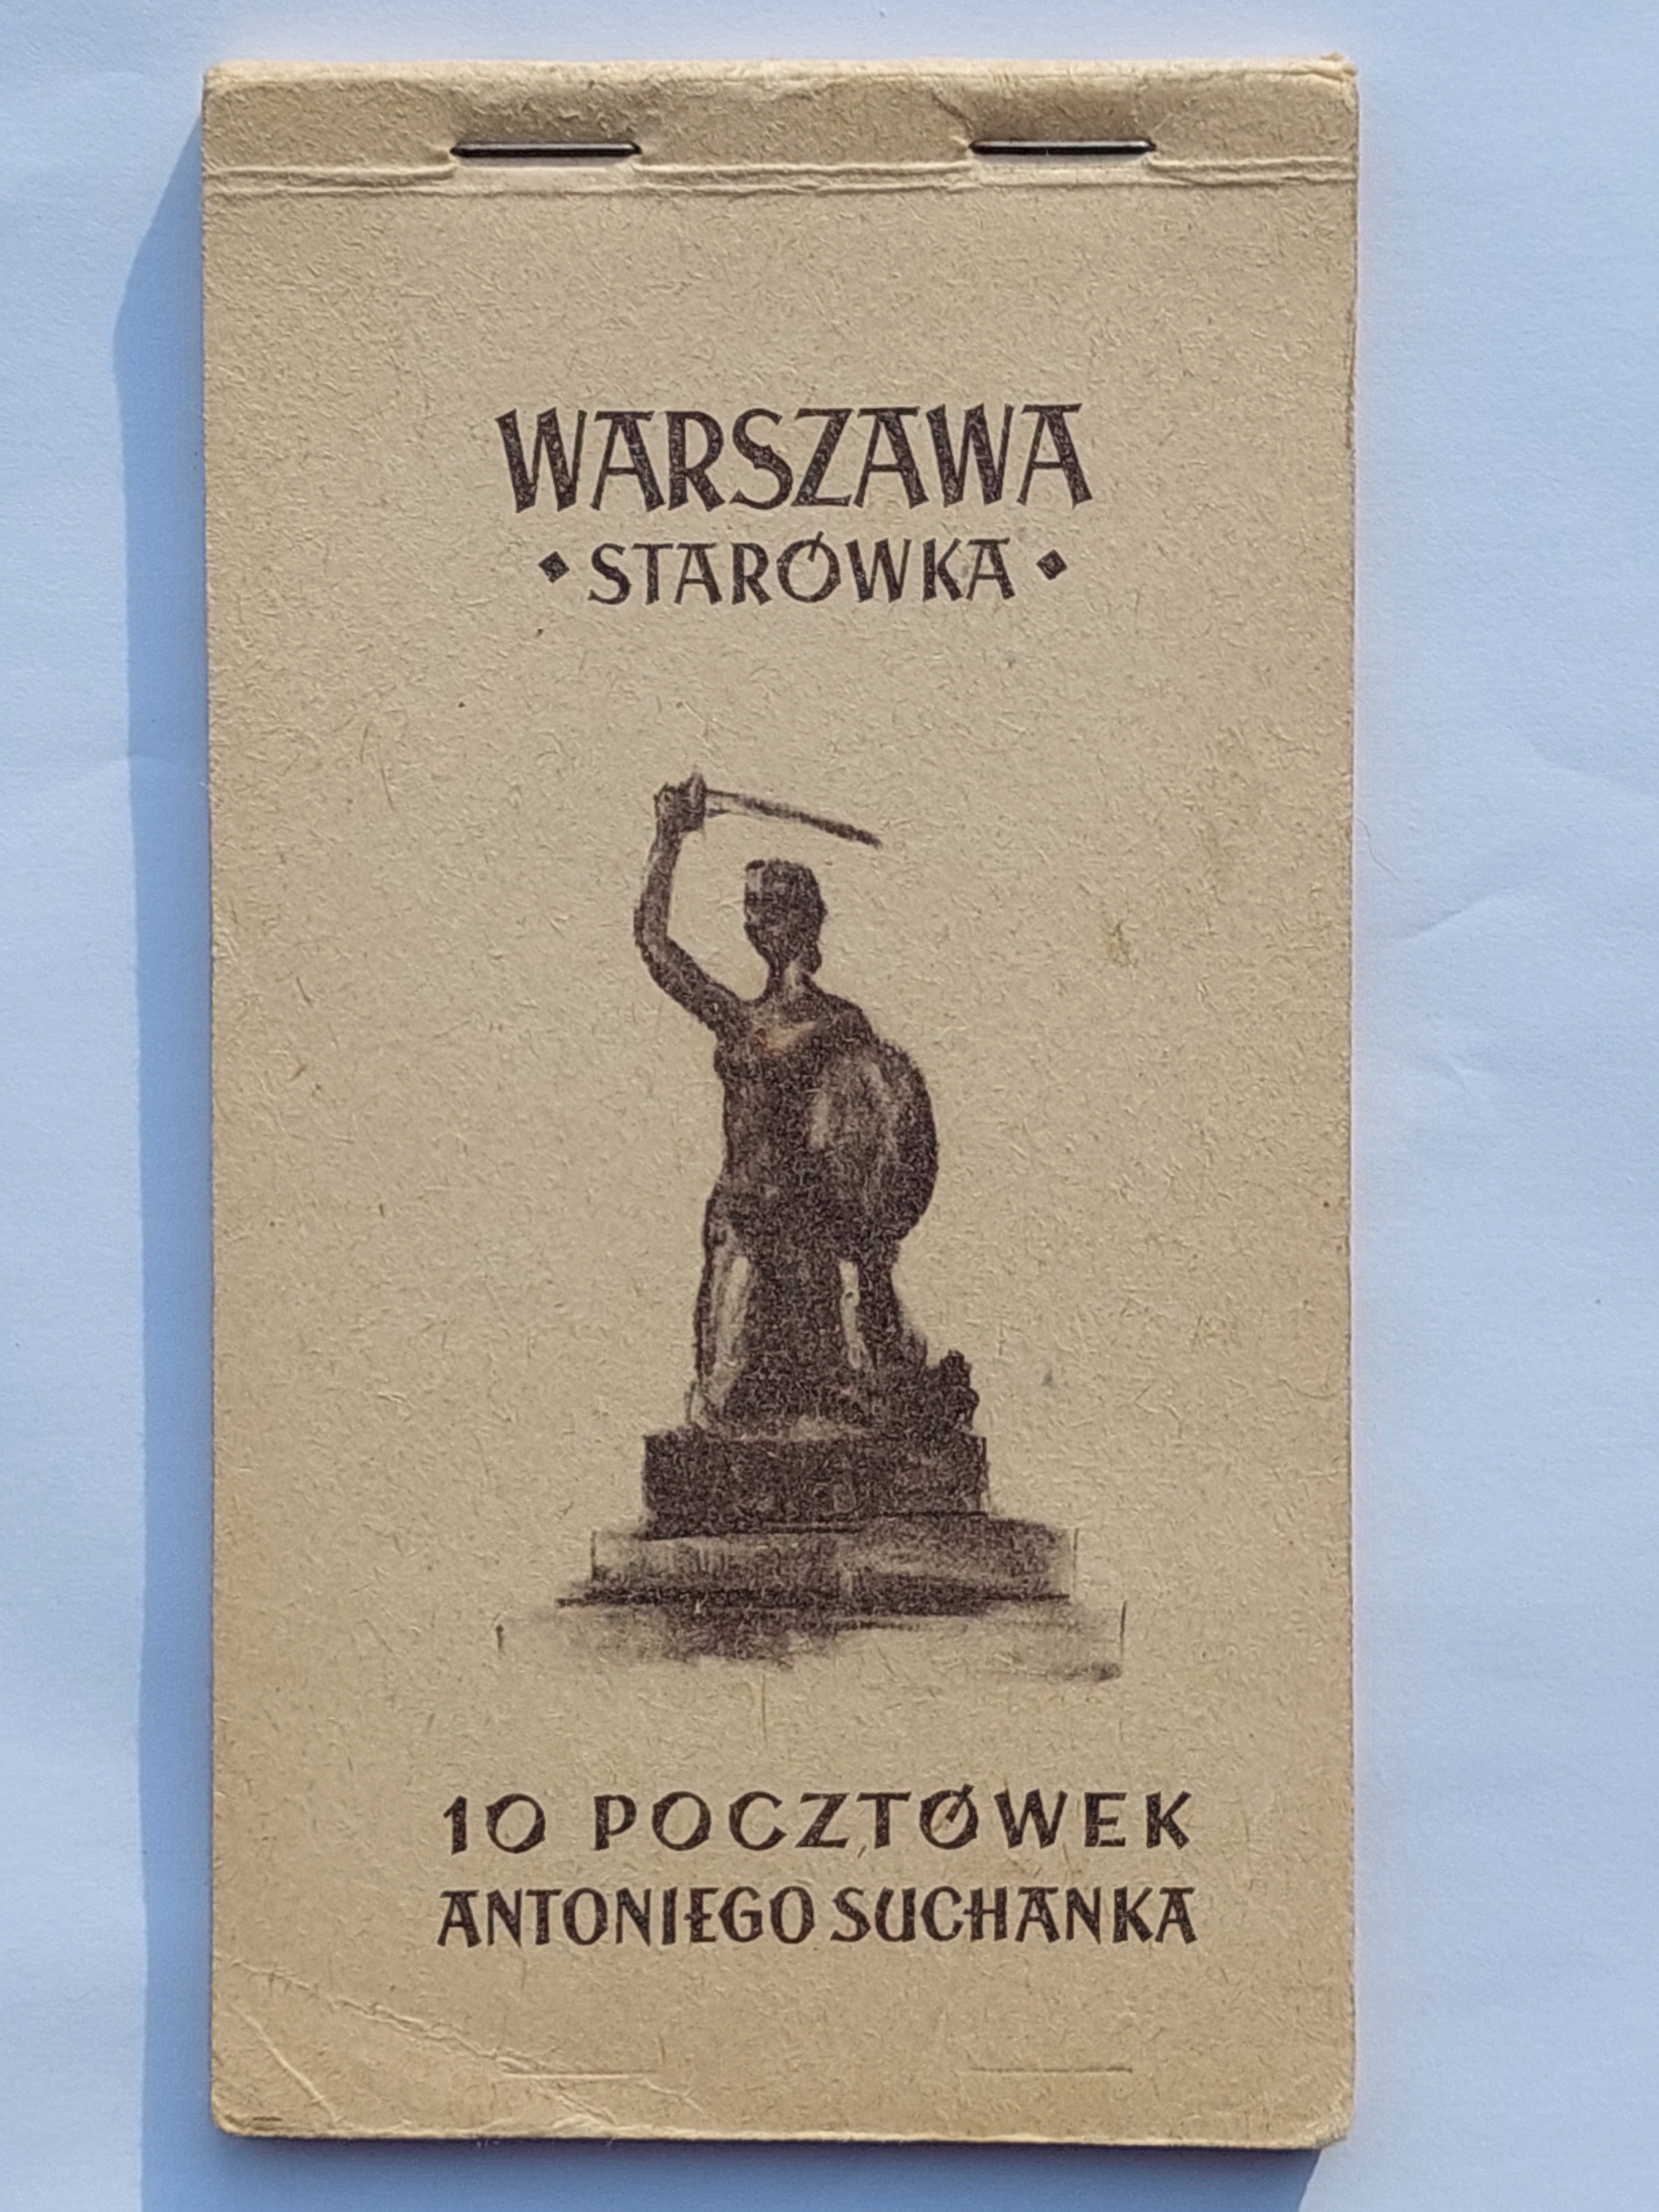 WARSZAWA
• STARÓWKA •
10 POCZTÓWEK
ANTONIEGO SUCHANKA